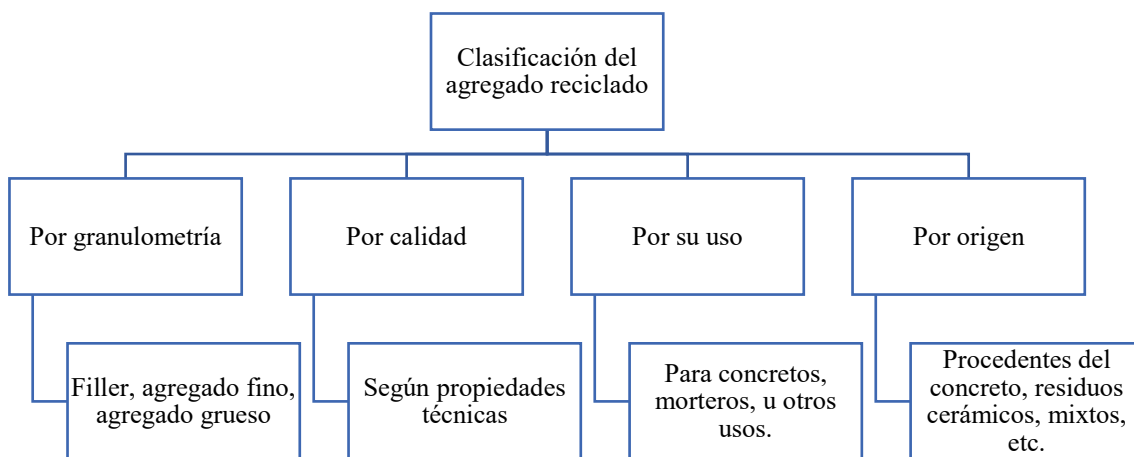 Clasificación del
agregado reciclado
Por granulometría
Por calidad
Por su uso
Por origen
Filler, agregado fino,
agregado grueso
Según propiedades
técnicas
Para concretos,
morteros, u otros
usos.
Procedentes del
concreto, residuos
cerámicos, mixtos,
etc.